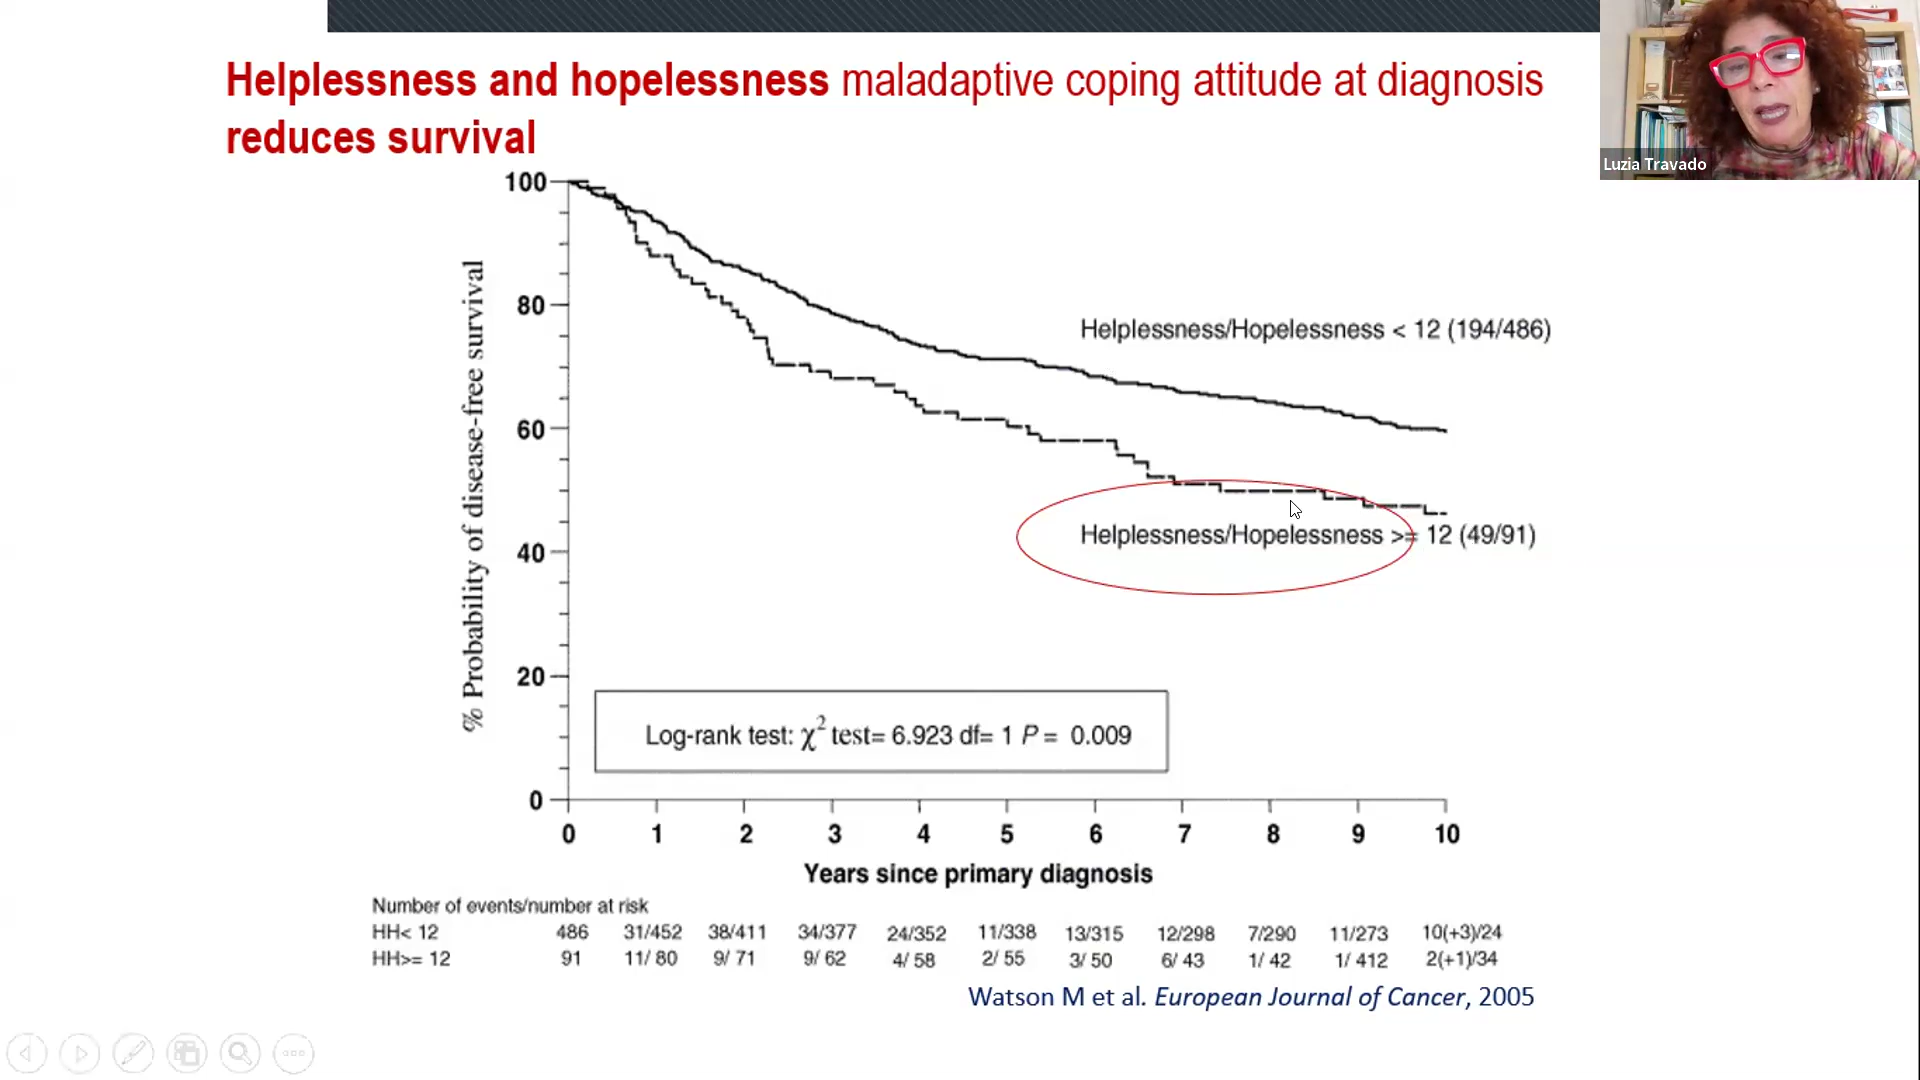 Helplessness and hopelessness maladaptive coping attitude at diagnosis
reduces survival
Luzia Travado
% Probability of disease-free survival
100
80
60
40
20
0
Helplessness/Hopelessness < 12 (194/486)
Helplessness/Hopelessness >= 12 (49/91)
Log-rank test: χ² test= 6.923 df= 1 P = 0.009
0 1 2 3 4 5 6 7 8 9 10
Years since primary diagnosis
Number of events/number at risk
HH< 12 486 31/452 38/411 34/377 24/352 11/338 13/315 12/298 7/290 11/273 10(+3)/24
HH>= 12 91 11/ 80 9/ 71 9/ 62 4/ 58 2/ 55 3/ 50 6/ 43 1/ 42 1/ 412 2(+1)/34
Watson M et al. European Journal of Cancer, 2005